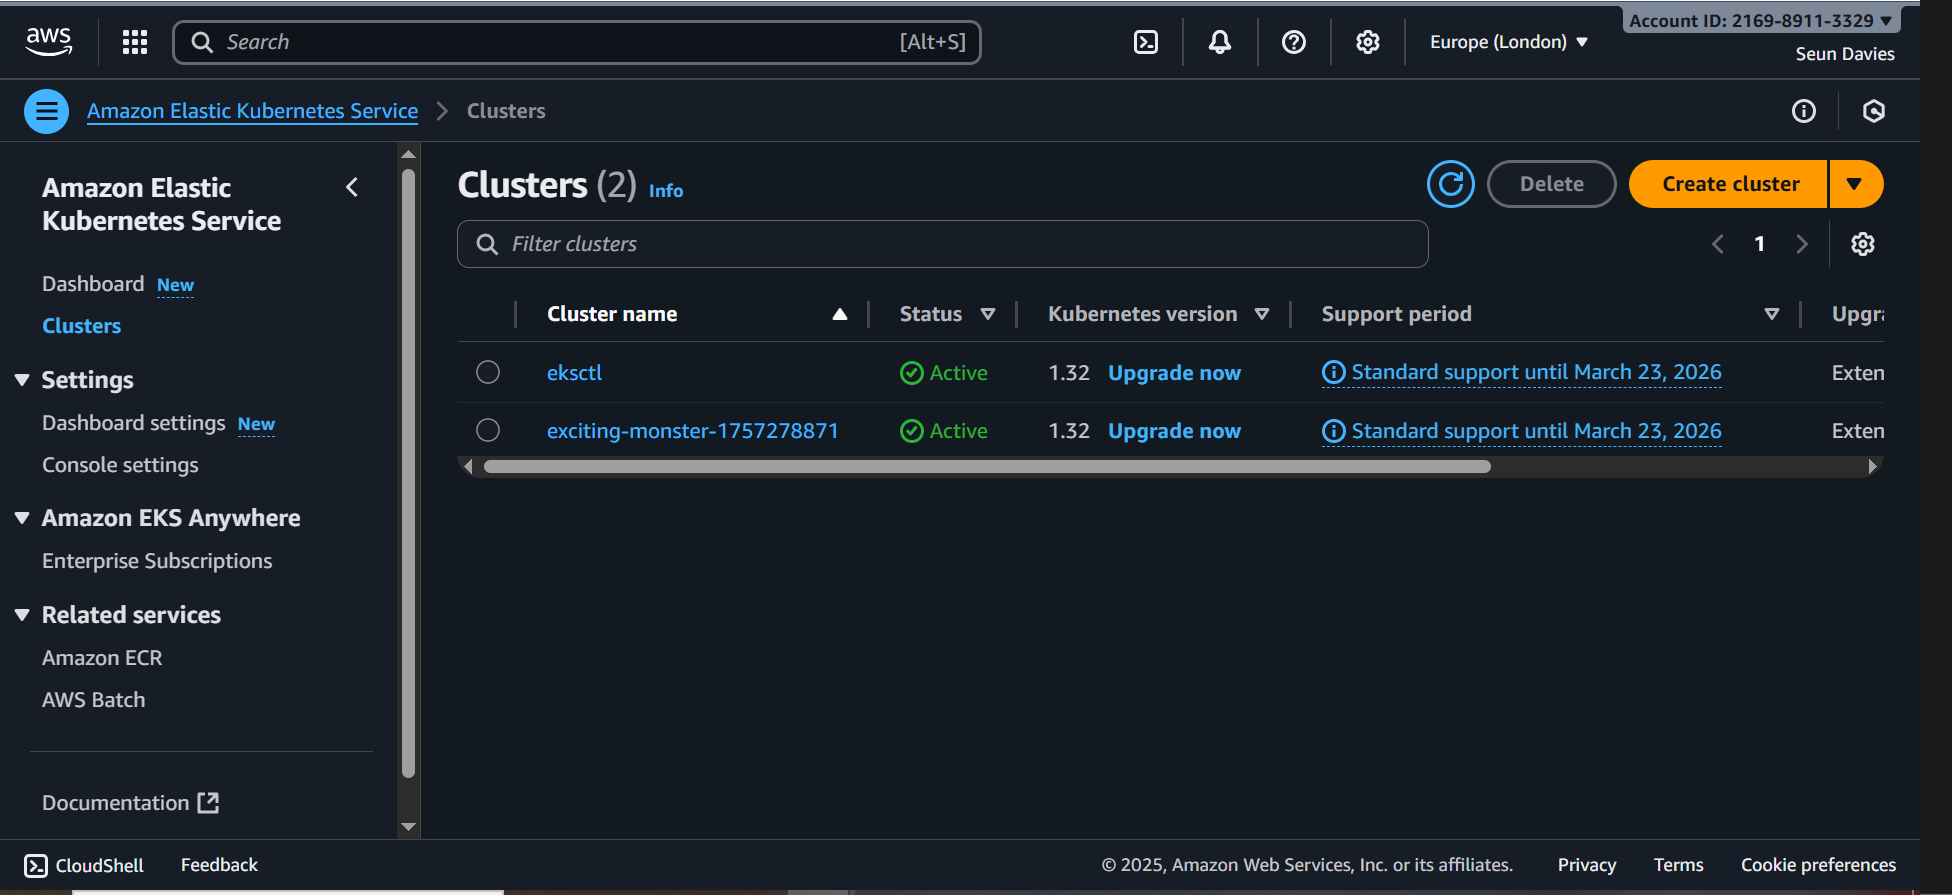 aws
Search [Alt+S]
Europe (London)
Account ID: 2169-8911-3329
Seun Davies
Amazon Elastic Kubernetes Service
Clusters
Amazon Elastic
Kubernetes Service
Dashboard New
Clusters
Settings
Dashboard settings New
Console settings
Amazon EKS Anywhere
Enterprise Subscriptions
Related services
Amazon ECR
AWS Batch
Documentation
Clusters (2) Info
Delete
Create cluster
Filter clusters
1
Cluster name Status Kubernetes version Support period Upgr
eksctl Active 1.32 Upgrade now Standard support until March 23, 2026 Exten
exciting-monster-1757278871 Active 1.32 Upgrade now Standard support until March 23, 2026 Exten
CloudShell Feedback © 2025, Amazon Web Services, Inc. or its affiliates. Privacy Terms Cookie preferences